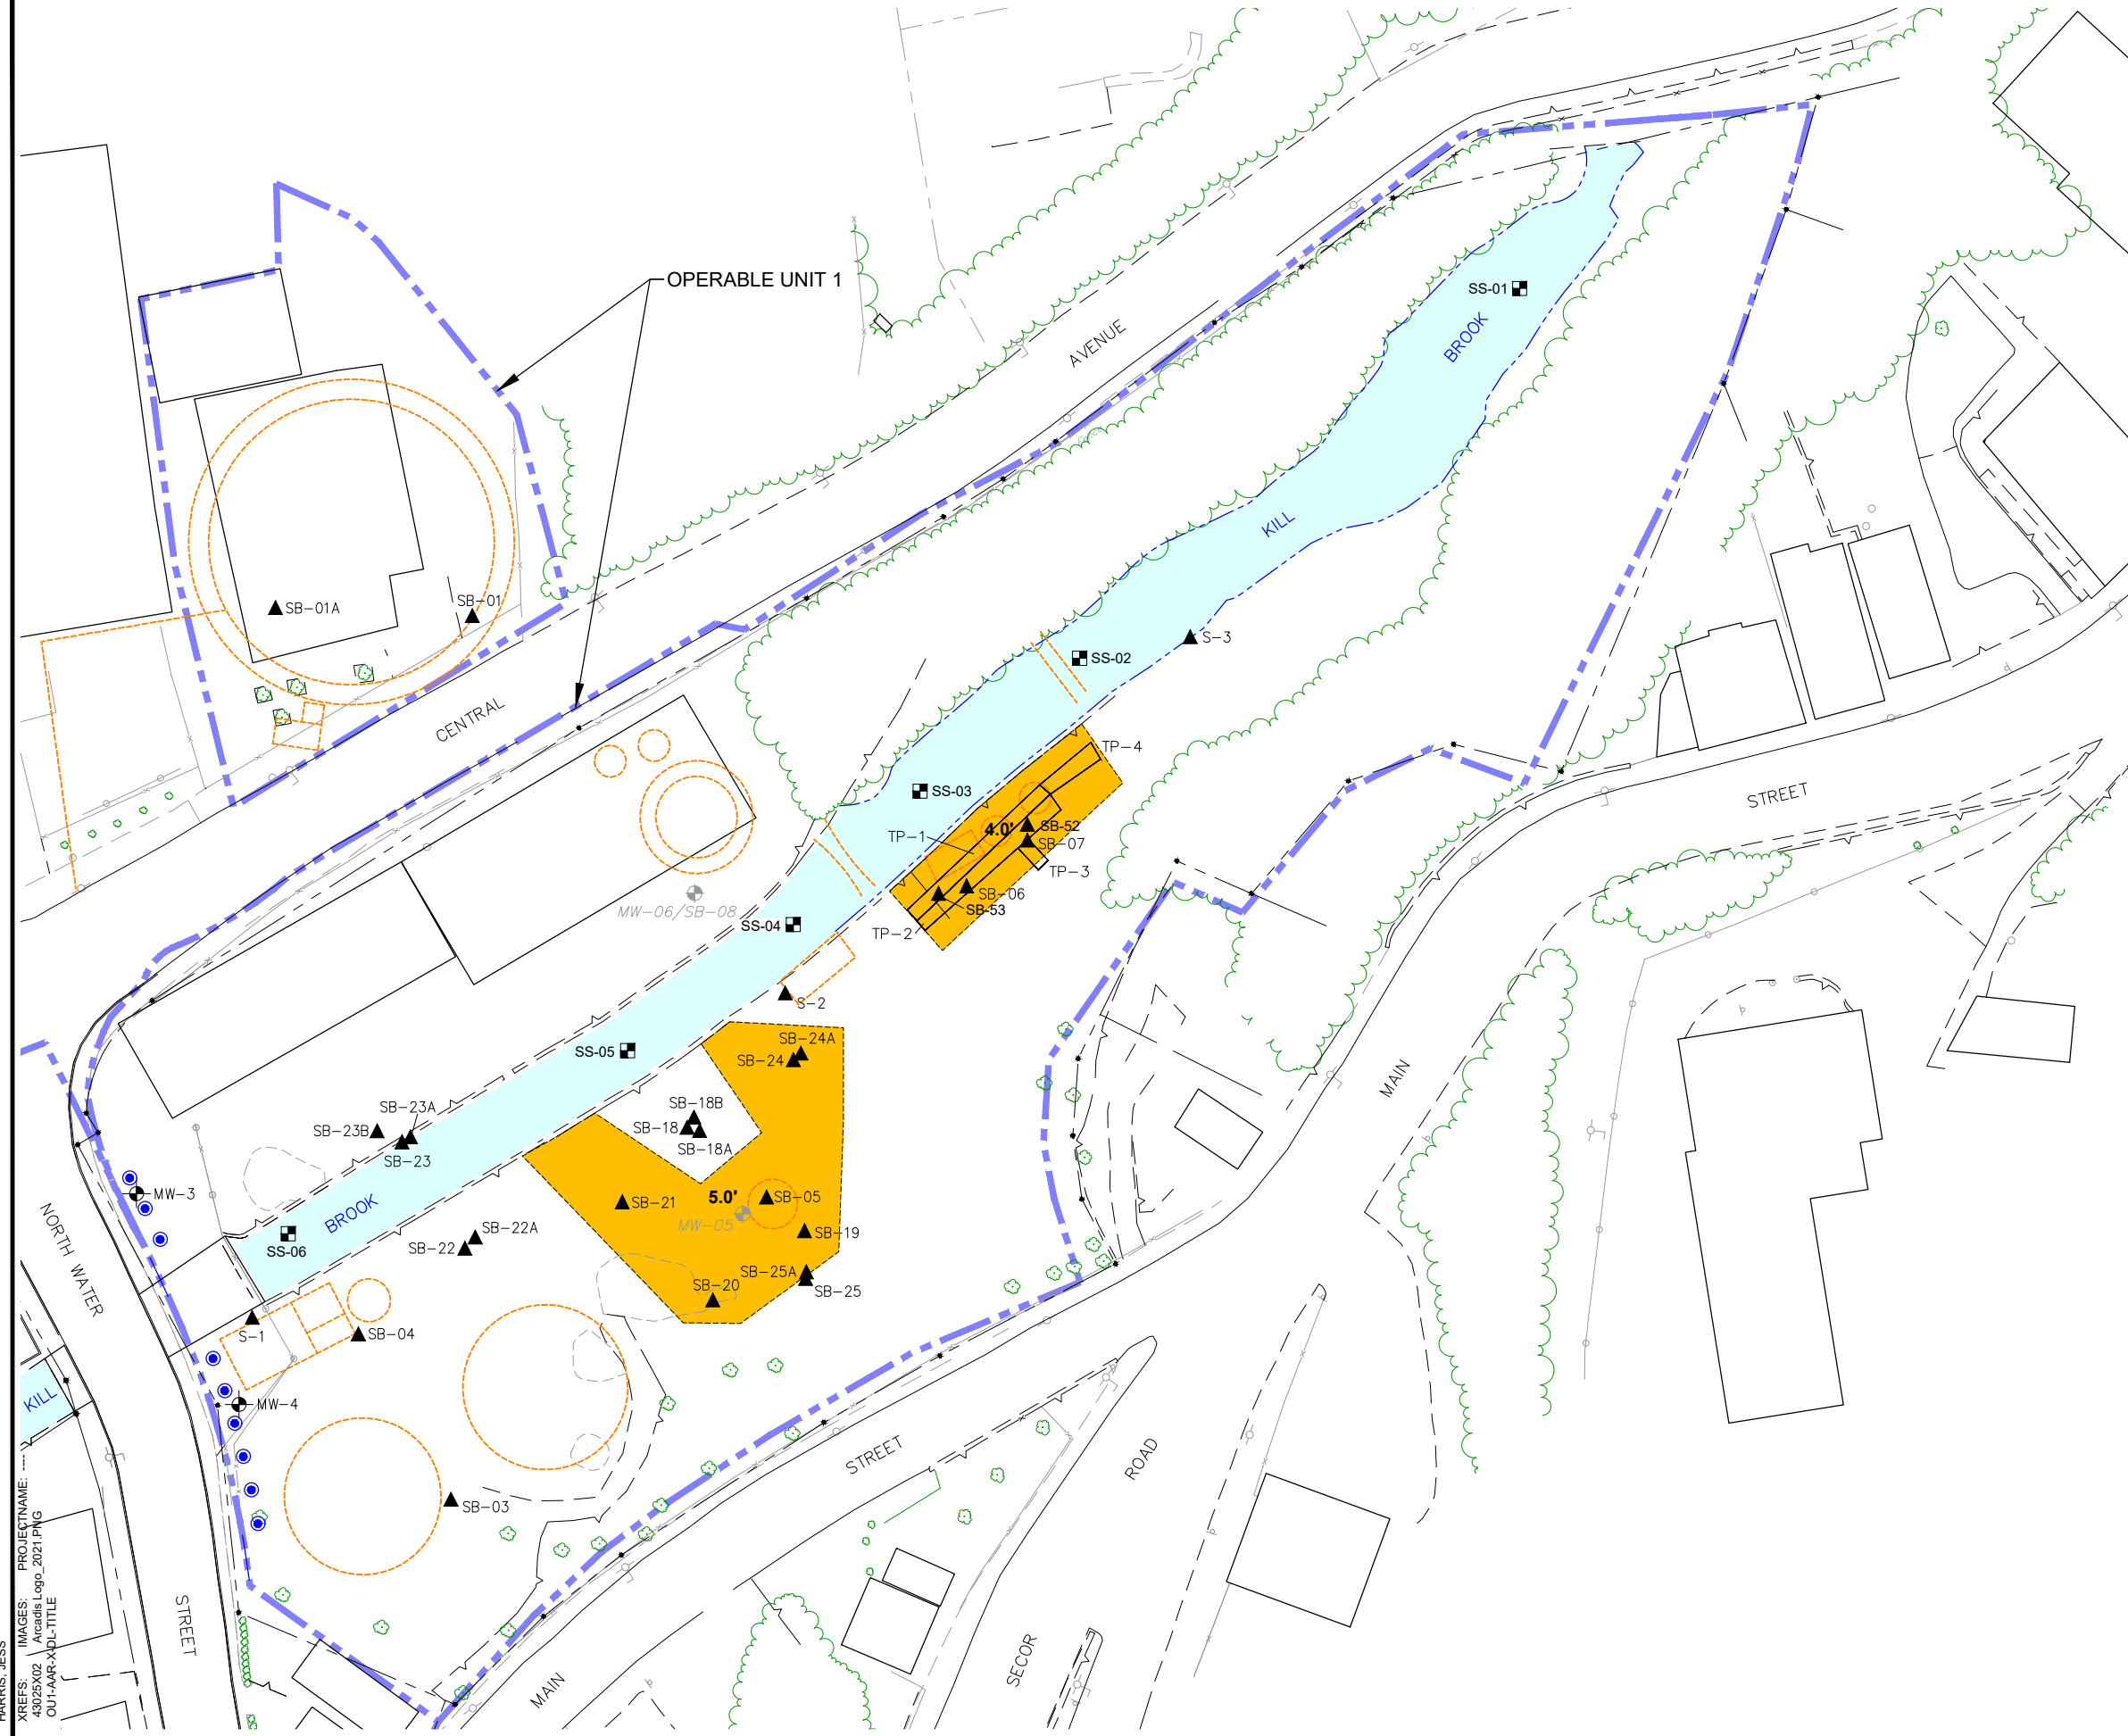 OPERABLE UNIT 1
AVENUE
SS-01
BROOK
KILL
SB-01A
SB-01
SS-02
S-3
CENTRAL
TP-4
SS-03
STREET
TP-1
4.0'
SB-52
SB-07
TP-3
SB-06
SB-53
MW-06/SB-08
SS-04
TP-2
S-2
SB-24A
SS-05
SB-24
MAIN
SB-18B
SB-23A
SB-23B
SB-18
SB-18A
SB-23
MW-3
5.0'
SB-05
SB-21
MW-05
BROOK
SB-19
SB-22A
SB-22
SS-06
NORTH WATER
SB-25A
SB-25
SB-20
S-1
SB-04
KILL
MW-4
STREET
ROAD
SB-03
STREET
SECOR
MAIN
HARRIS, JESS
XREFS:
43025X02
OU1-AAR-X-DL-TITLE
IMAGES:
Arcadis Logo_2021.PNG
PROJECTNAME: ----